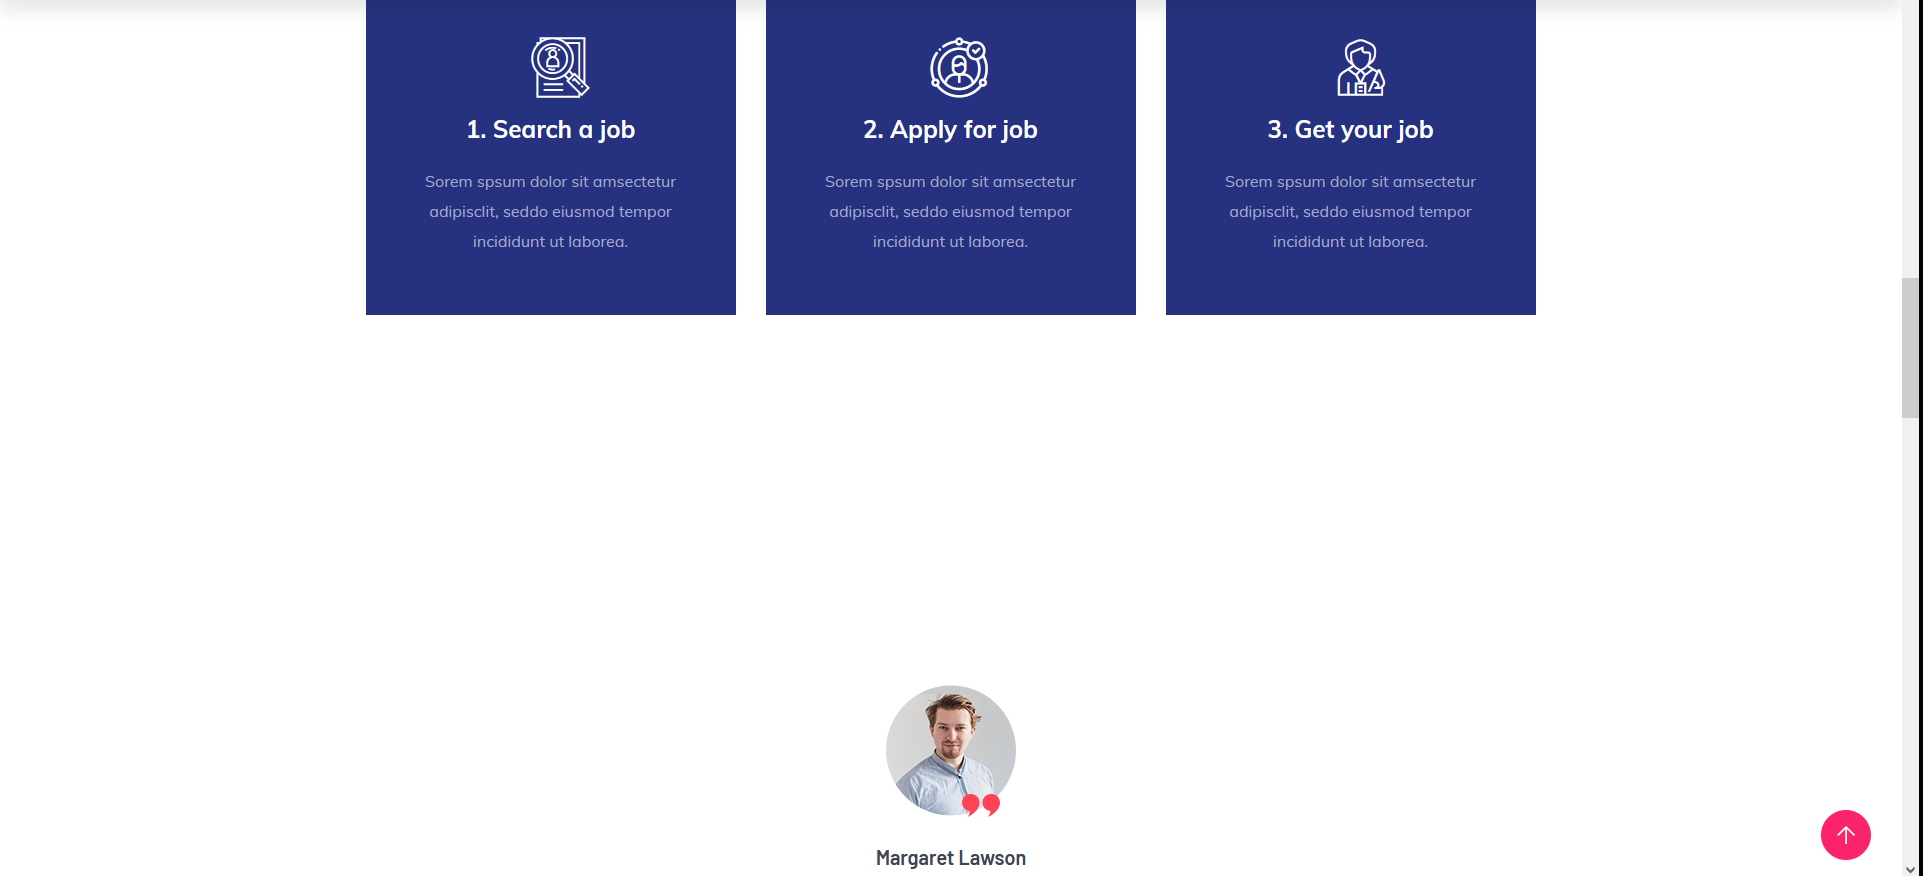 1. Search a job
Sorem spsum dolor sit amsectetur
adipisclit, seddo eiusmod tempor
incididunt ut laborea.
2. Apply for job
Sorem spsum dolor sit amsectetur
adipisclit, seddo eiusmod tempor
incididunt ut laborea.
3. Get your job
Sorem spsum dolor sit amsectetur
adipisclit, seddo eiusmod tempor
incididunt ut laborea.
Margaret Lawson